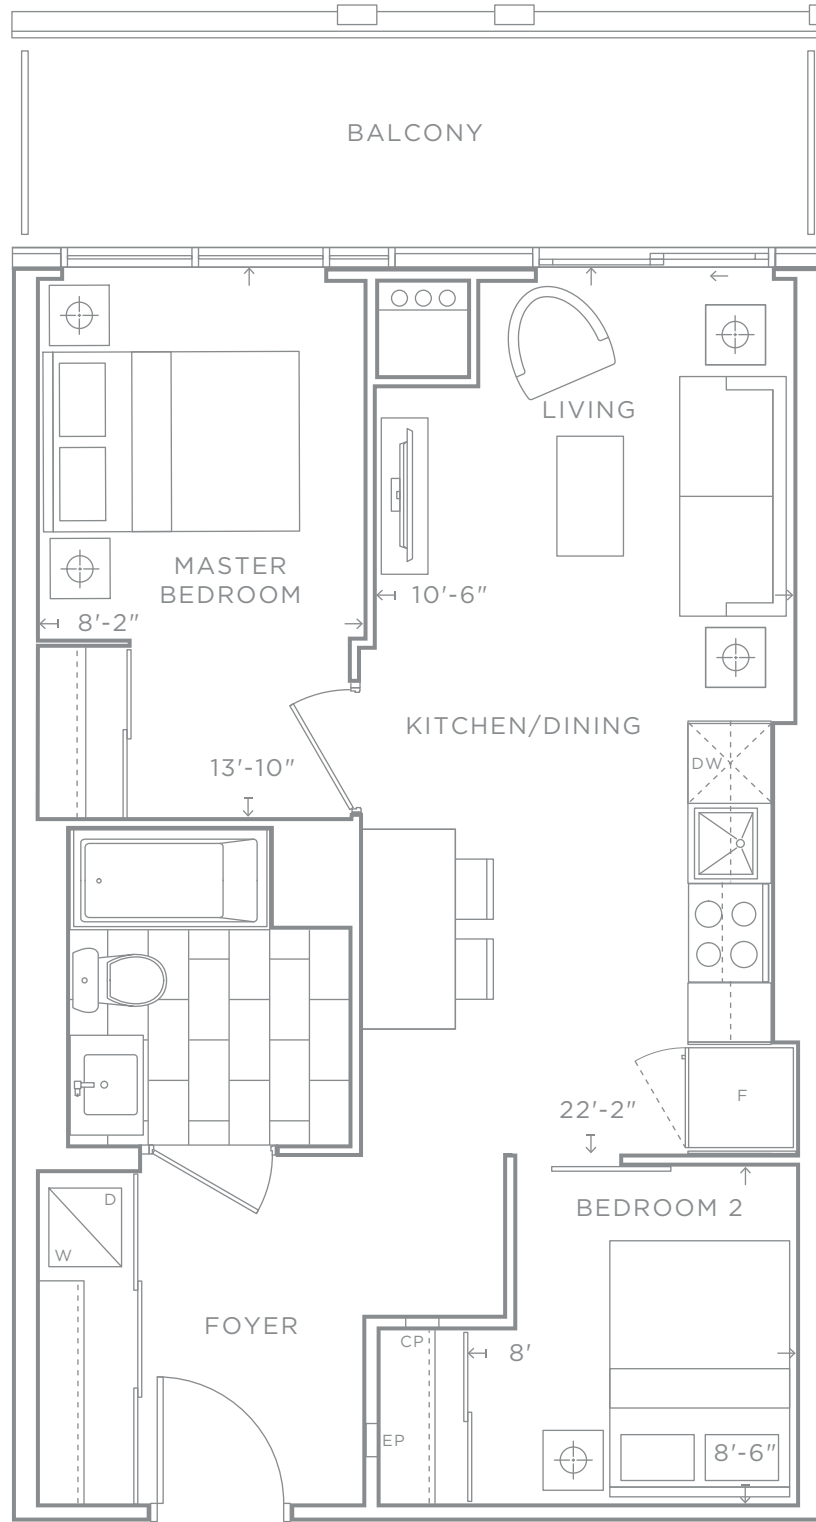 BALCONY
LIVING
MASTER
BEDROOM
10'-6"
8'-2"
KITCHEN/DINING
DW
13'-10"
F
22'-2"
D
BEDROOM 2
W
FOYER
CP
8'
EP
8'-6"